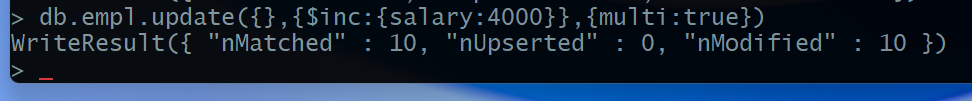 > db.empl.update({},{$inc:{salary:4000}},{multi:true})
WriteResult({ "nMatched" : 10, "nUpserted" : 0, "nModified" : 10 })
> _